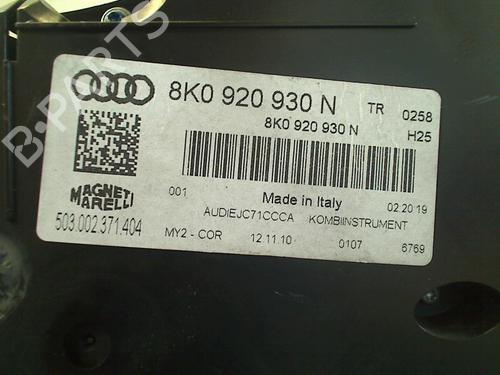 B-PARTS
8K0 920 930 N TR 0258
8K0 920 930 N H25
001 Made in Italy 02.20.19
MAGNETI
MARELLI
AUDIEJC71CCCA KOMBIINSTRUMENT
503.002.371.404
MY2 - COR 12.11.10 0107 6769